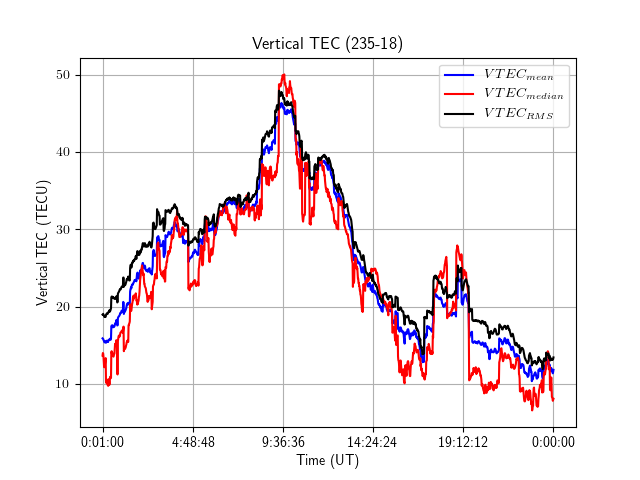 Vertical TEC (235-18)
50
40
30
20
10
Vertical TEC (TECU)
VTEC_mean
VTEC_median
VTEC_RMS
0:01:00 4:48:48 9:36:36 14:24:24 19:12:12 0:00:00
Time (UT)